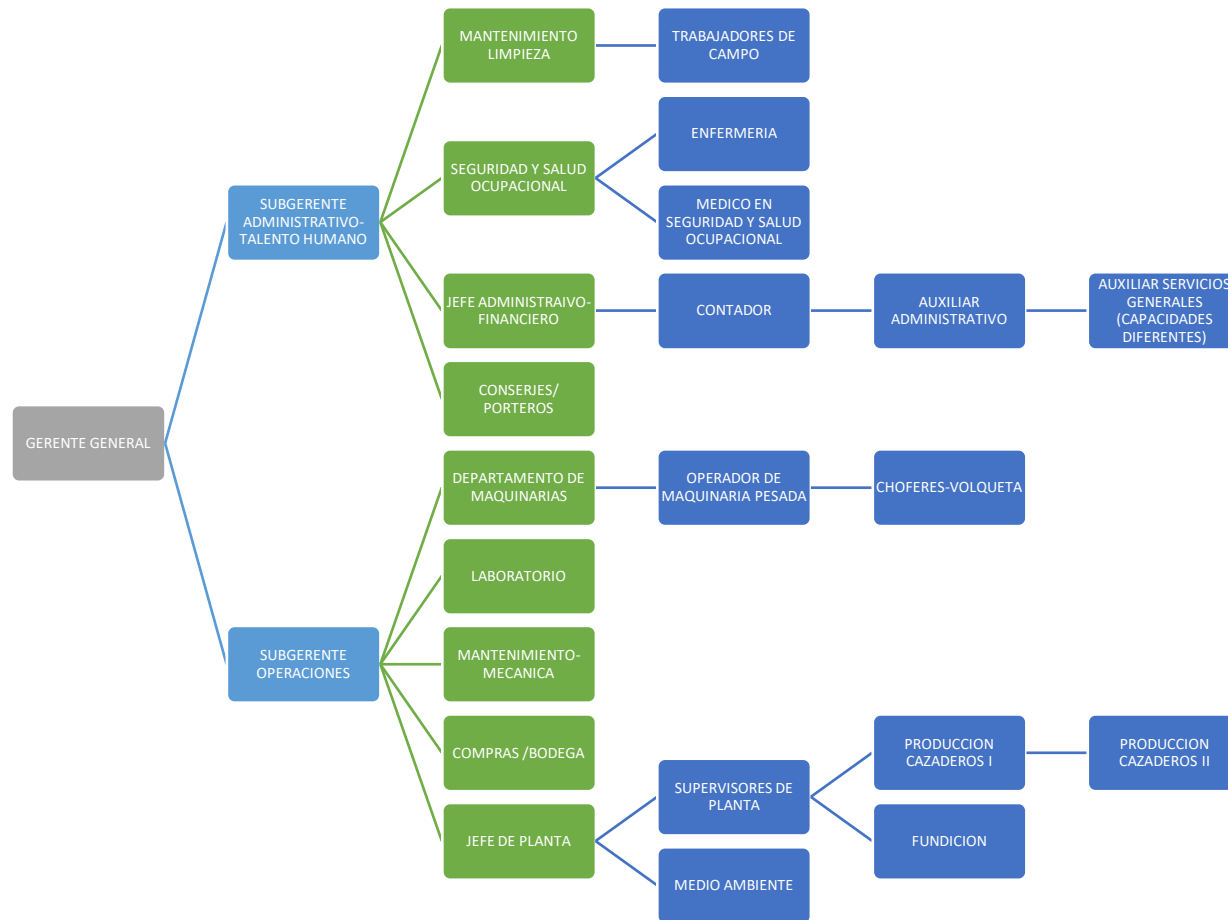 GERENTE GENERAL
SUBGERENTE
ADMINISTRATIVO-
TALENTO HUMANO
MANTENIMIENTO
LIMPIEZA
TRABAJADORES DE
CAMPO
SEGURIDAD Y SALUD
OCUPACIONAL
ENFERMERIA
MEDICO EN
SEGURIDAD Y SALUD
OCUPACIONAL
JEFE ADMINISTRAIVO-
FINANCIERO
CONTADOR
AUXILIAR
ADMINISTRATIVO
AUXILIAR SERVICIOS
GENERALES
(CAPACIDADES
DIFERENTES)
CONSERJES/
PORTEROS
SUBGERENTE
OPERACIONES
DEPARTAMENTO DE
MAQUINARIAS
OPERADOR DE
MAQUINARIA PESADA
CHOFERES-VOLQUETA
LABORATORIO
MANTENIMIENTO-
MECANICA
COMPRAS /BODEGA
JEFE DE PLANTA
SUPERVISORES DE
PLANTA
PRODUCCION
CAZADEROS I
PRODUCCION
CAZADEROS II
FUNDICION
MEDIO AMBIENTE